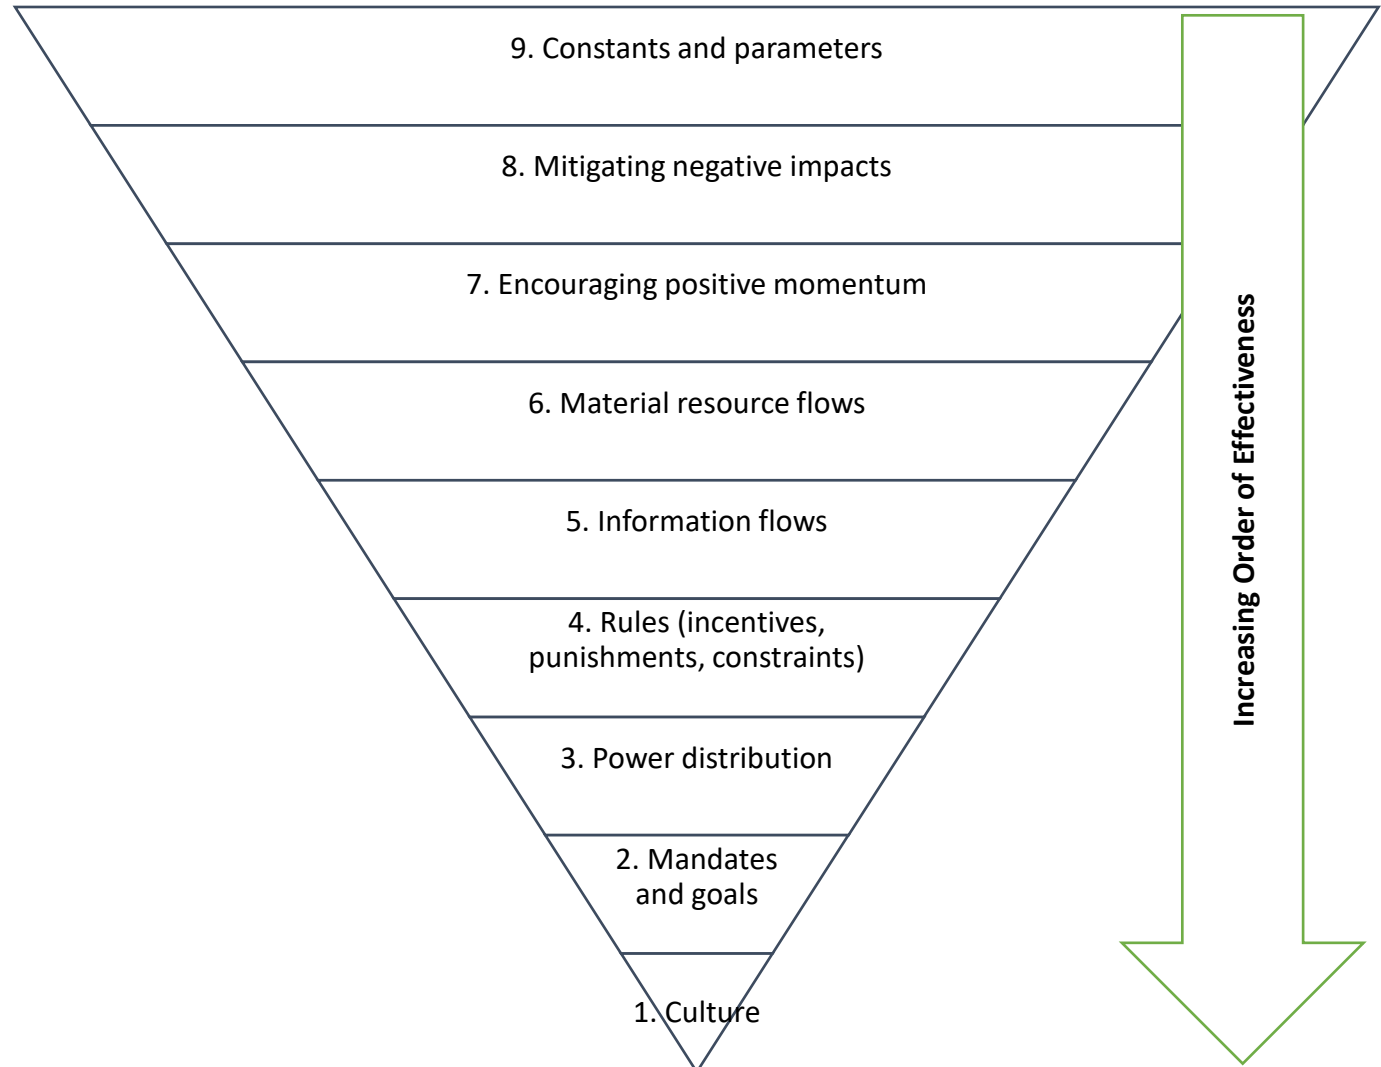 9. Constants and parameters
8. Mitigating negative impacts
7. Encouraging positive momentum
6. Material resource flows
5. Information flows
4. Rules (incentives,
punishments, constraints)
3. Power distribution
2. Mandates
and goals
1. Culture
Increasing Order of Effectiveness